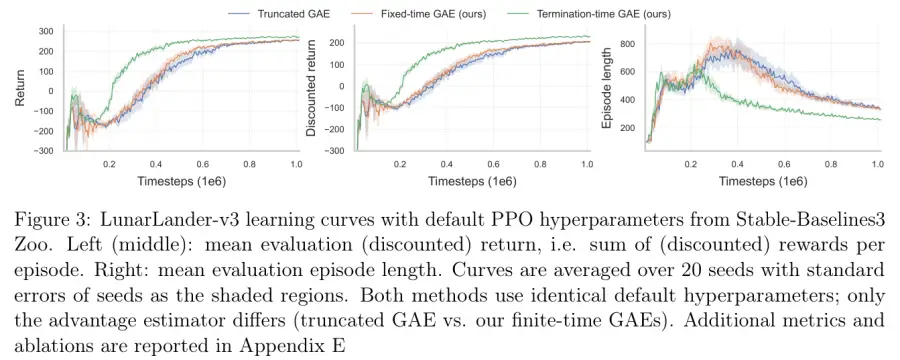 Truncated GAE Fixed-time GAE (ours) Termination-time GAE (ours)
300
200
100
0
−100
−200
−300
Return
0.2 0.4 0.6 0.8 1.0
Timesteps (1e6)
200
100
0
−100
−200
−300
Discounted return
0.2 0.4 0.6 0.8 1.0
Timesteps (1e6)
800
600
400
200
Episode length
0.2 0.4 0.6 0.8 1.0
Timesteps (1e6)
Figure 3: LunarLander-v3 learning curves with default PPO hyperparameters from Stable-Baselines3
Zoo. Left (middle): mean evaluation (discounted) return, i.e. sum of (discounted) rewards per
episode. Right: mean evaluation episode length. Curves are averaged over 20 seeds with standard
errors of seeds as the shaded regions. Both methods use identical default hyperparameters; only
the advantage estimator differs (truncated GAE vs. our finite-time GAEs). Additional metrics and
ablations are reported in Appendix E